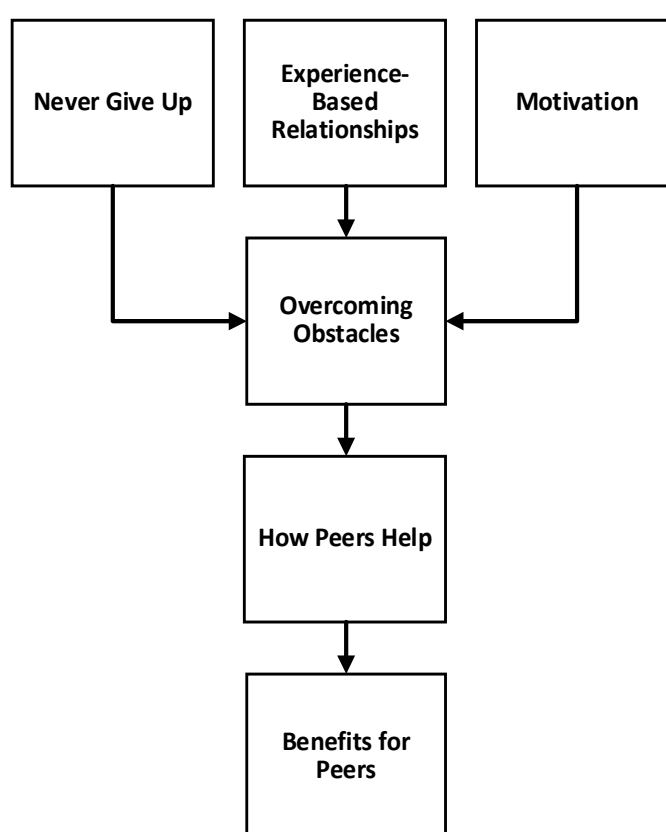 Never Give Up
Experience-
Based
Relationships
Motivation
Overcoming
Obstacles
How Peers Help
Benefits for
Peers